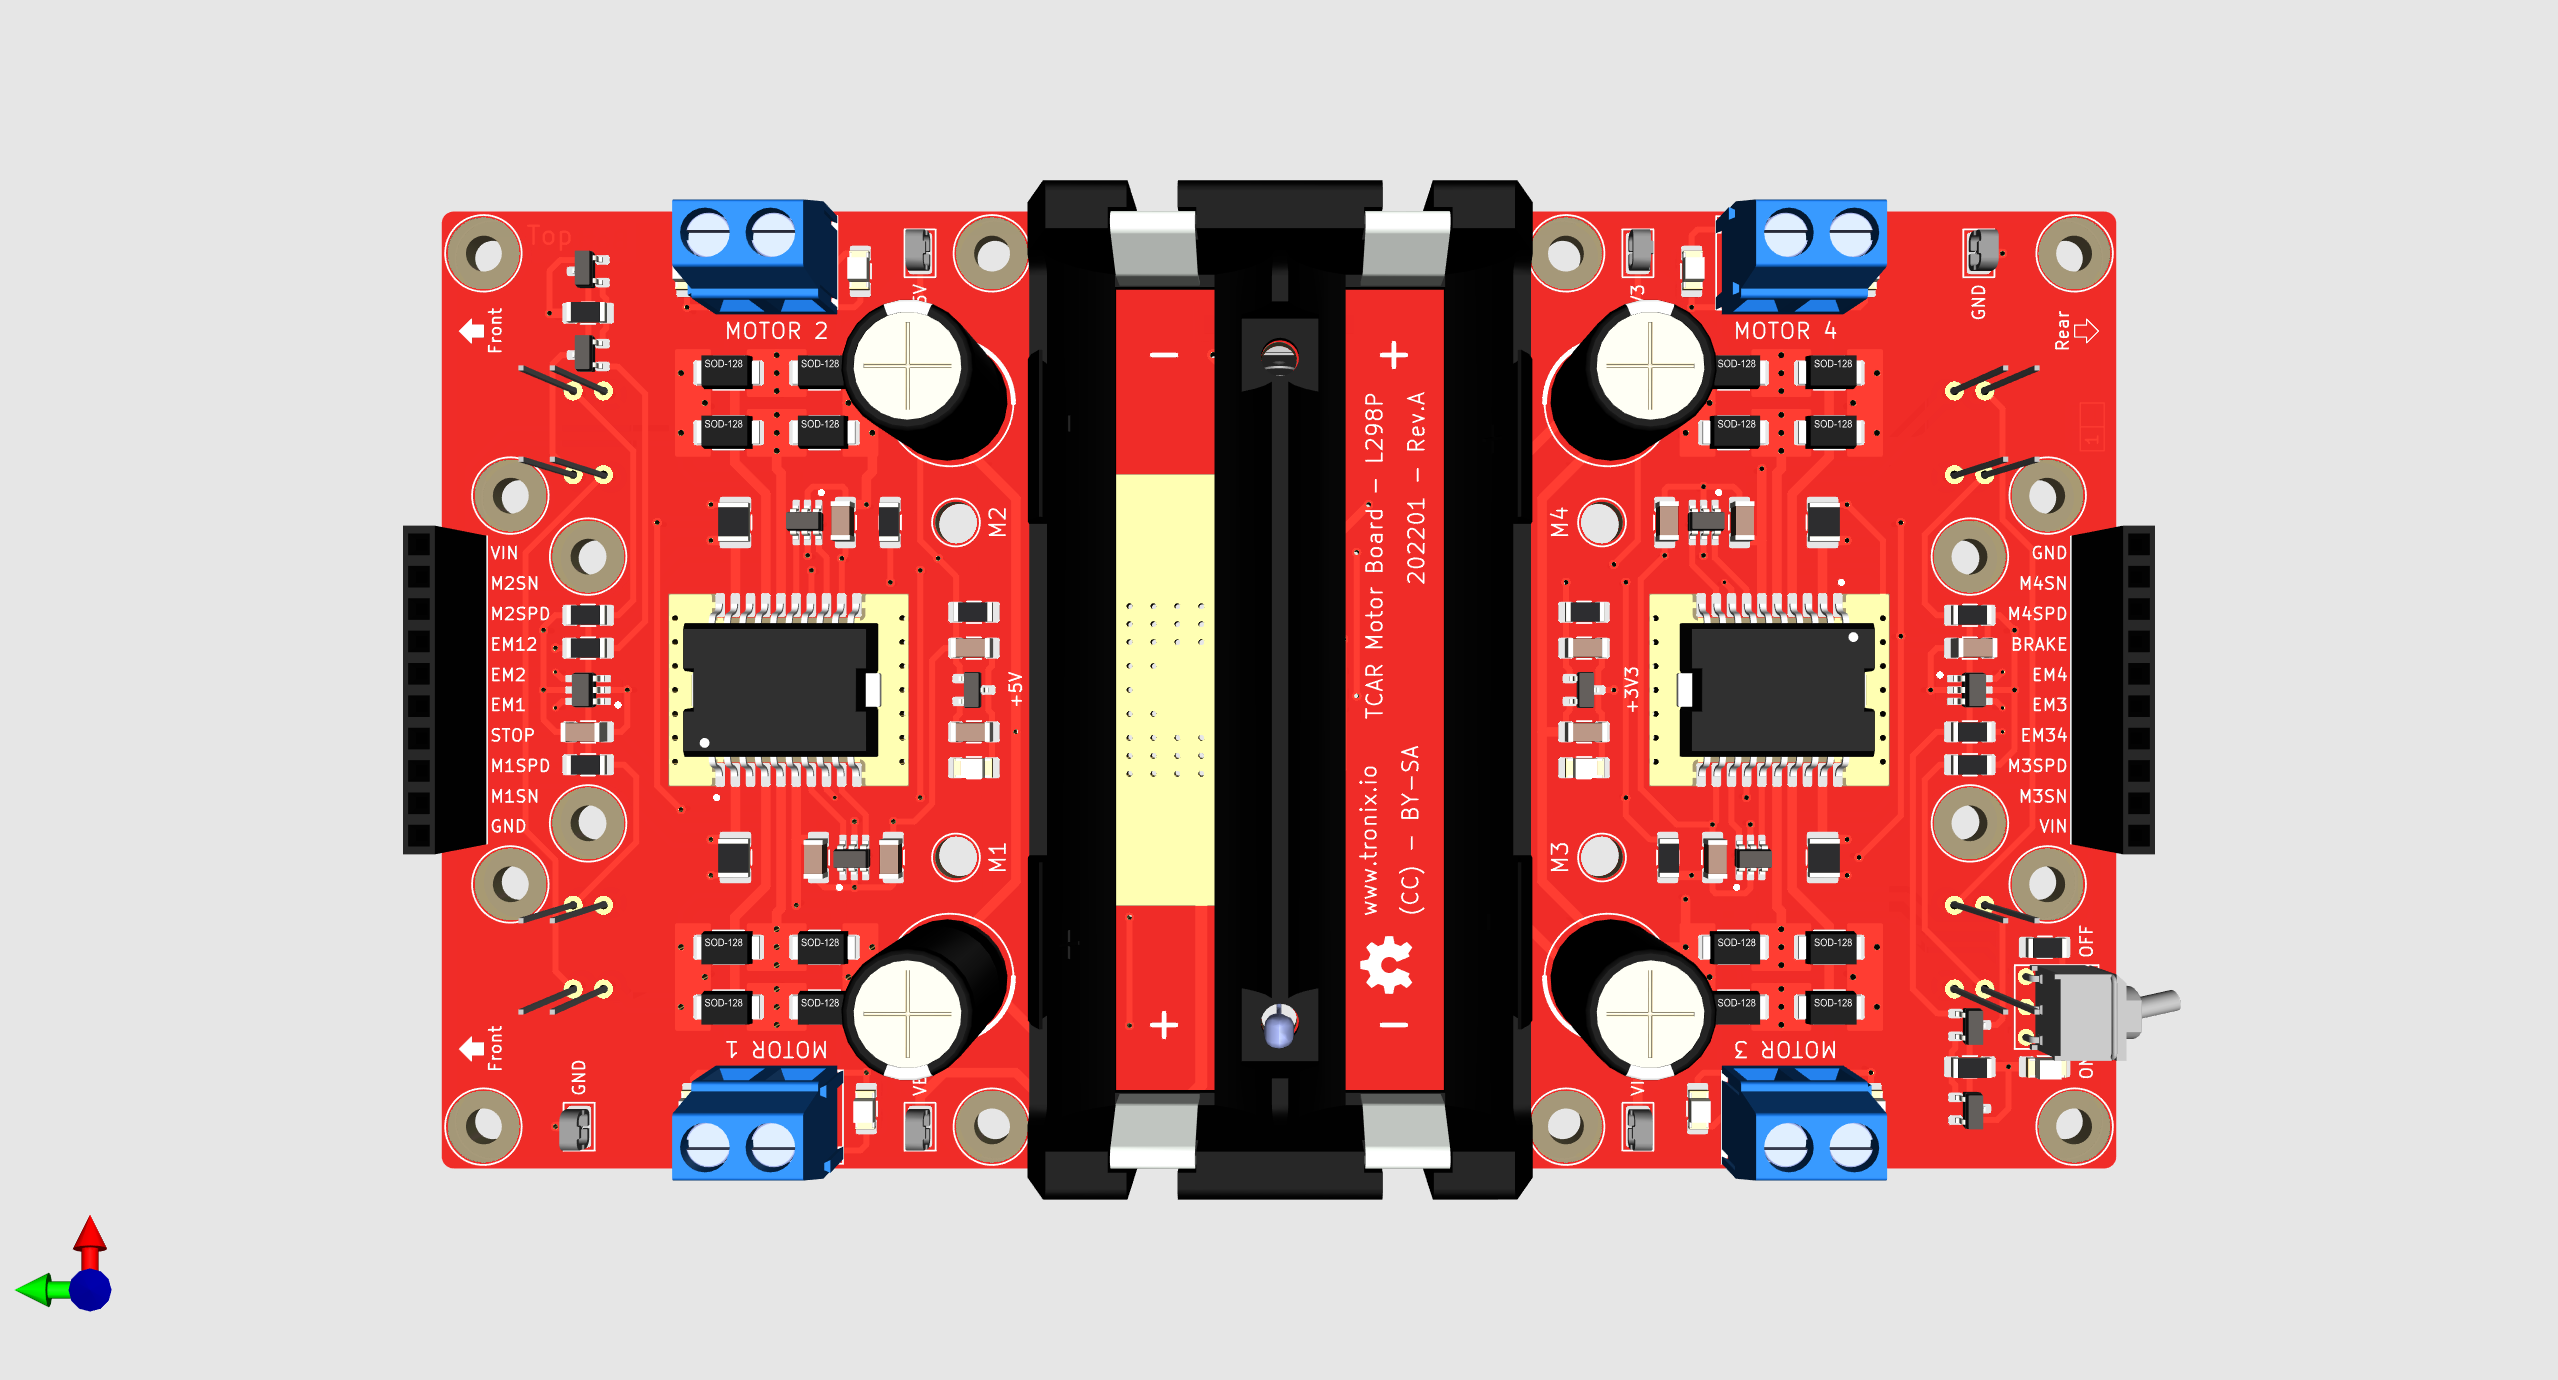 Top
Front
MOTOR 2
5V
SOD-128
SOD-128
SOD-128
SOD-128
M2
VIN
M2SN
M2SPD
EM12
EM2
EM1
STOP
M1SPD
M1SN
GND
+5V
M1
SOD-128
SOD-128
SOD-128
SOD-128
MOTOR 1
Front
GND
−
+
+
−
TCAR Motor Board - L298P
202201 - Rev.A
www.tronix.io
(CC) - BY-SA
MOTOR 4
GND
Rear
SOD-128
SOD-128
SOD-128
SOD-128
1
M4
GND
M4SN
M4SPD
BRAKE
EM4
EM3
EM34
M3SPD
M3SN
VIN
+3V3
M3
SOD-128
SOD-128
SOD-128
SOD-128
OFF
MOTOR 3